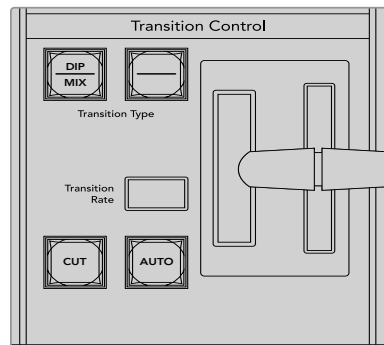 Transition Control
DIP
MIX
Transition Type
Transition
Rate
CUT
AUTO